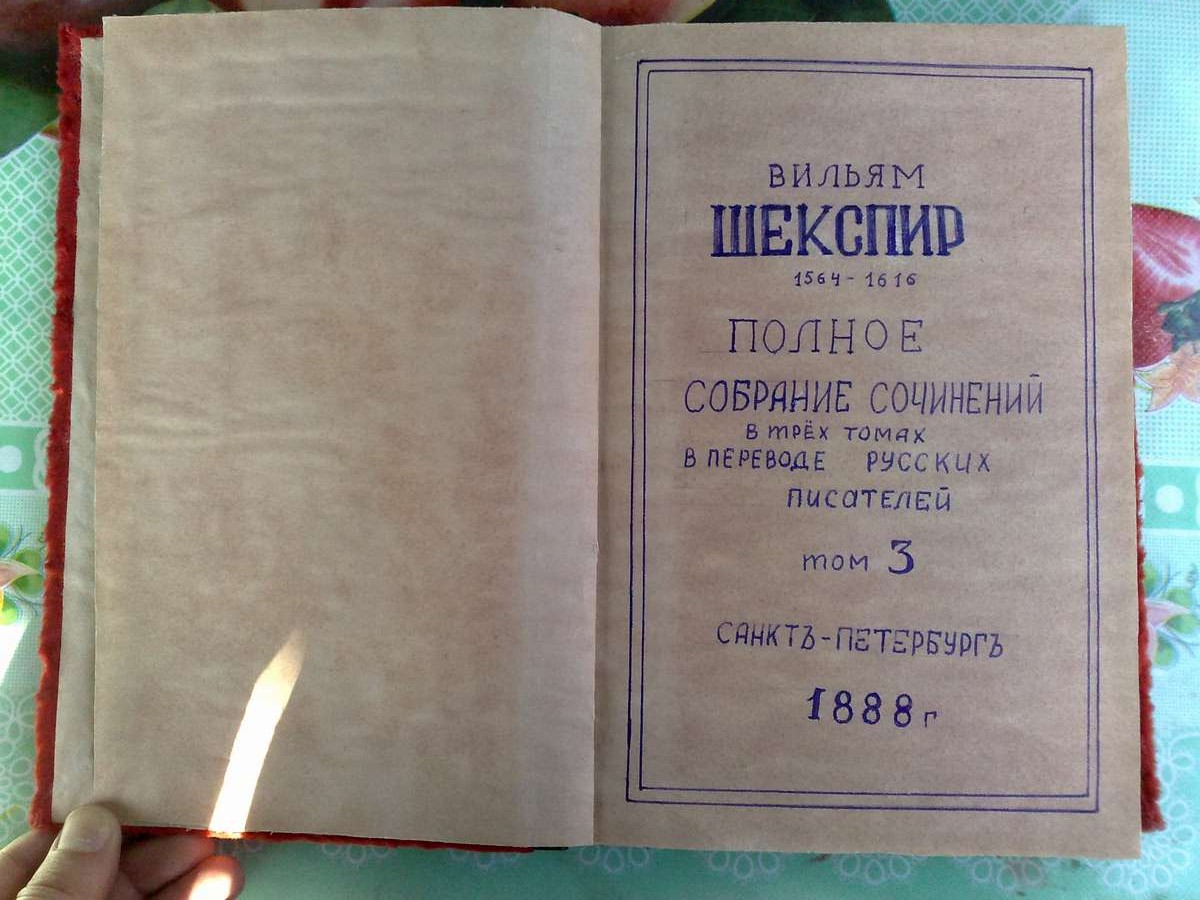 ВИЛЬЯМ
ШЕКСПИР
1564-1616
ПОЛНОЕ
СОБРАНИЕ СОЧИНЕНИЙ
В ТРЁХ ТОМАХ
В ПЕРЕВОДЕ РУССКИХ
ПИСАТЕЛЕЙ
том 3
САНКТЪ-ПЕТЕРБУРГЪ
1888 г